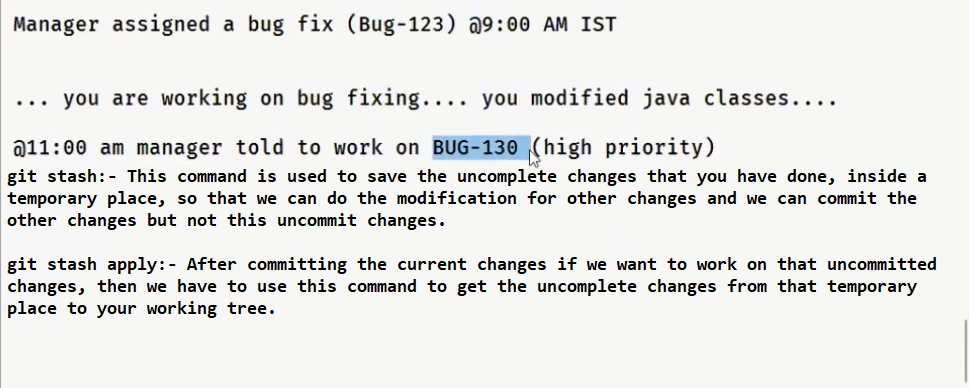 Manager assigned a bug fix (Bug-123) @9:00 AM IST
... you are working on bug fixing.... you modified java classes....
@11:00 am manager told to work on BUG-130 (high priority)
git stash:- This command is used to save the uncomplete changes that you have done, inside a
temporary place, so that we can do the modification for other changes and we can commit the
other changes but not this uncommit changes.
git stash apply:- After committing the current changes if we want to work on that uncommitted
changes, then we have to use this command to get the uncomplete changes from that temporary
place to your working tree.